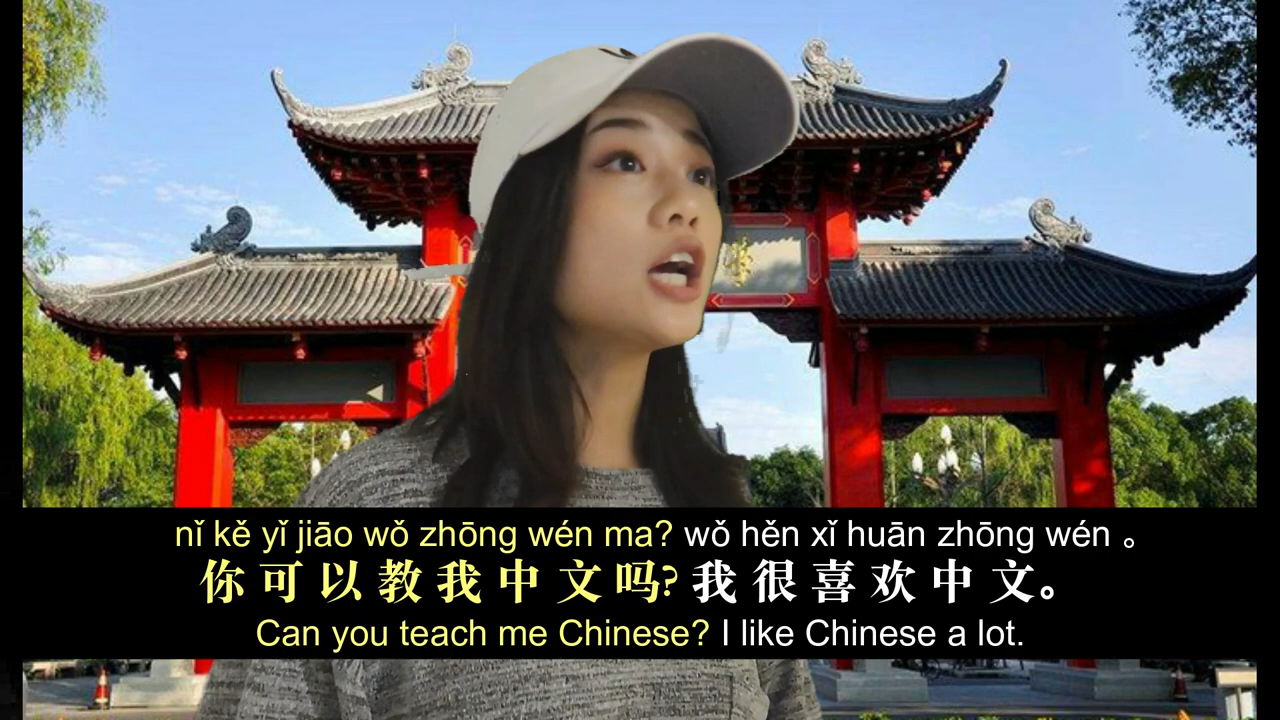 nǐ kě yǐ jiāo wǒ zhōng wén ma? wǒ hěn xǐ huān zhōng wén 。
你可以教我中文吗?我很喜欢中文。
Can you teach me Chinese? I like Chinese a lot.